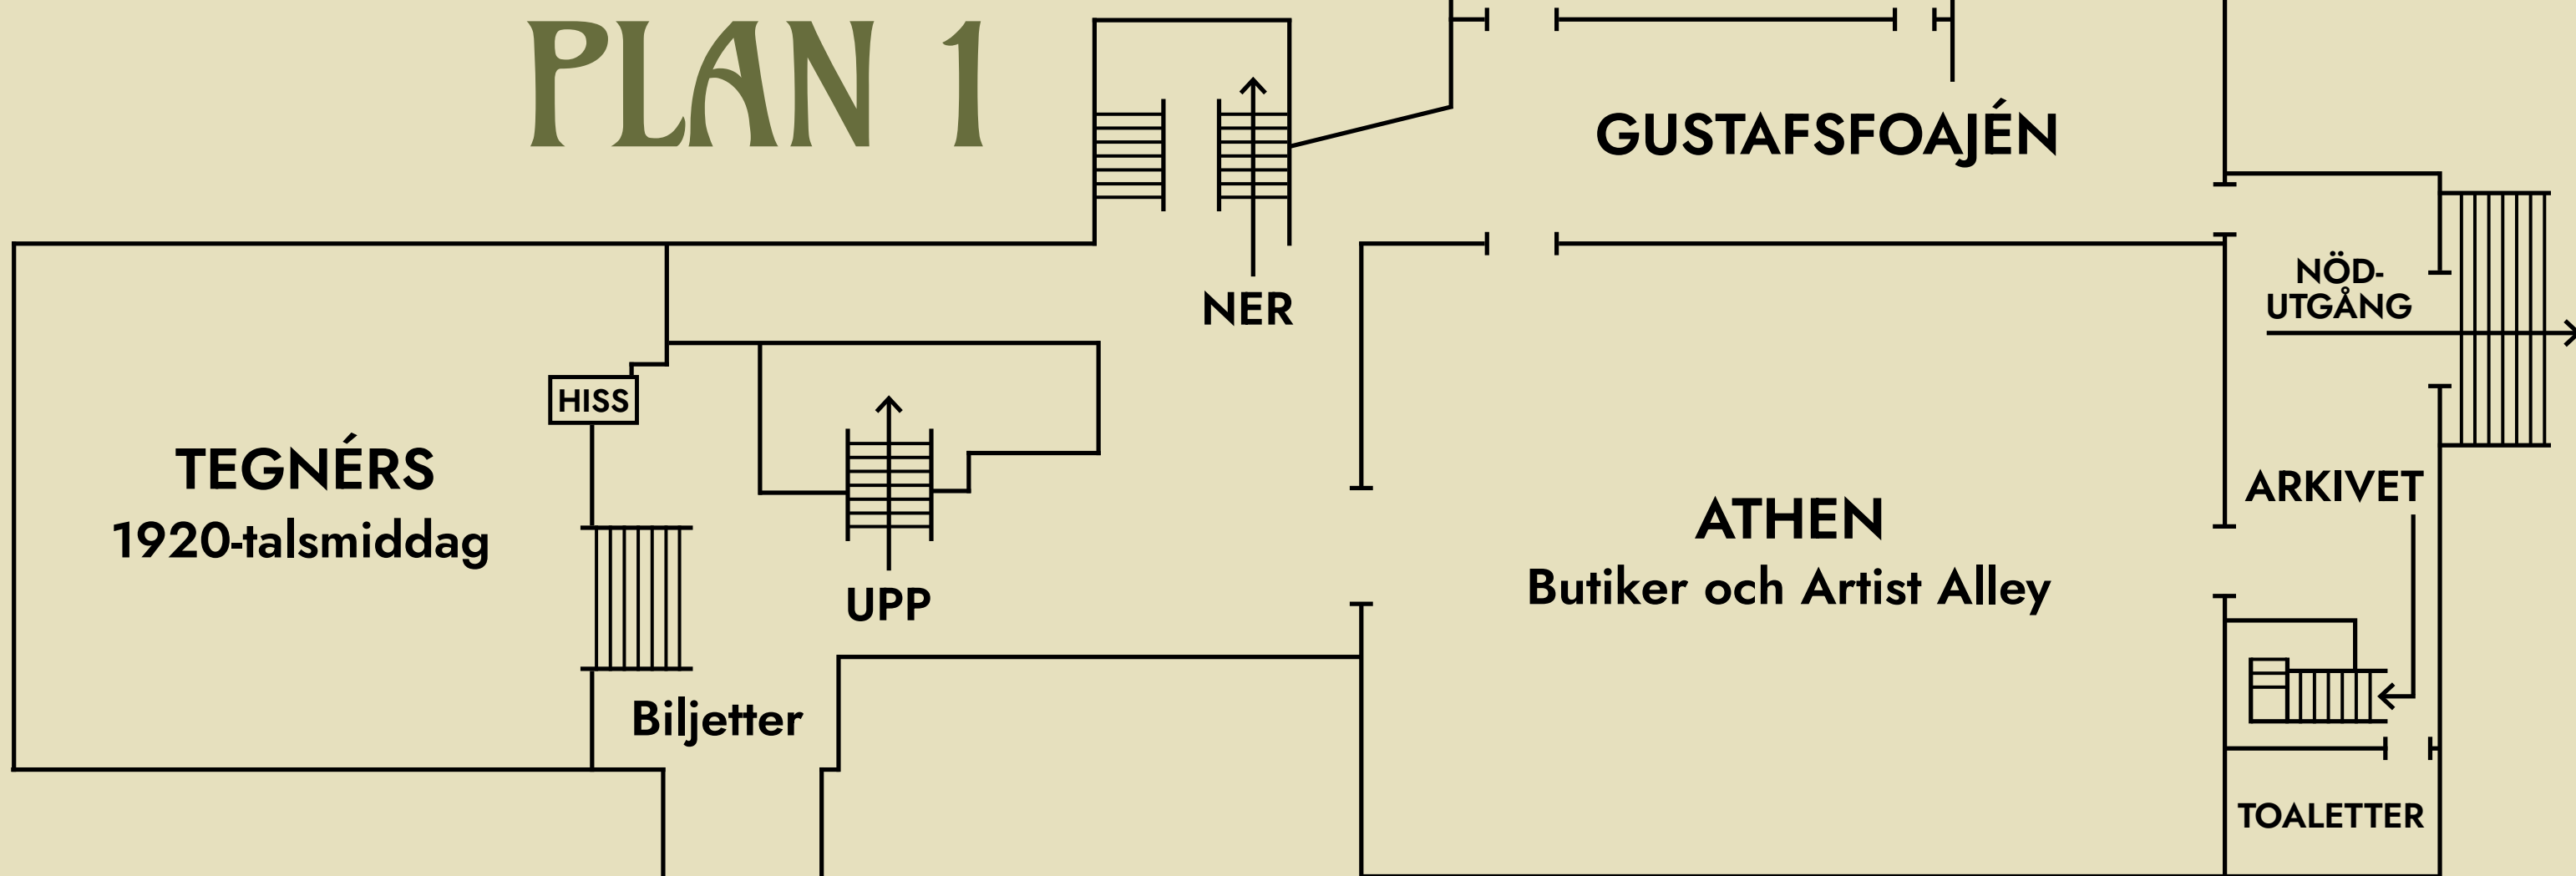 PLAN 1
GUSTAFSFOAJÉN
NÖD-
UTGÅNG
NER
HISS
TEGNÉRS
1920-talsmiddag
UPP
ATHEN
Butiker och Artist Alley
ARKIVET
Biljetter
TOALETTER